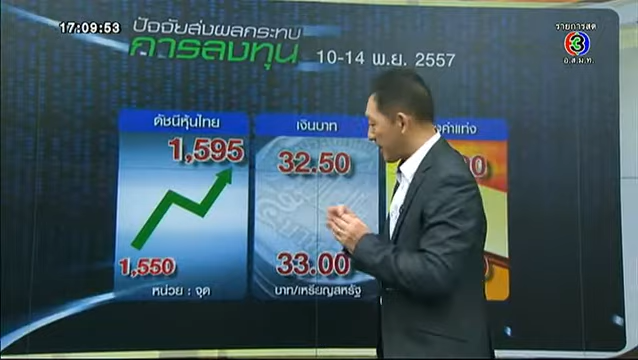 17:09:53
รายการสด
3
อ.ส.ม.ท.
ปัจจัยส่งผลกระทบ
การลงทุน 10-14 พ.ย. 2557
ดัชนีหุ้นไทย
1,595
1,550
หน่วย : จุด
เงินบาท
32.50
33.00
บาท/เหรียญสหรัฐ